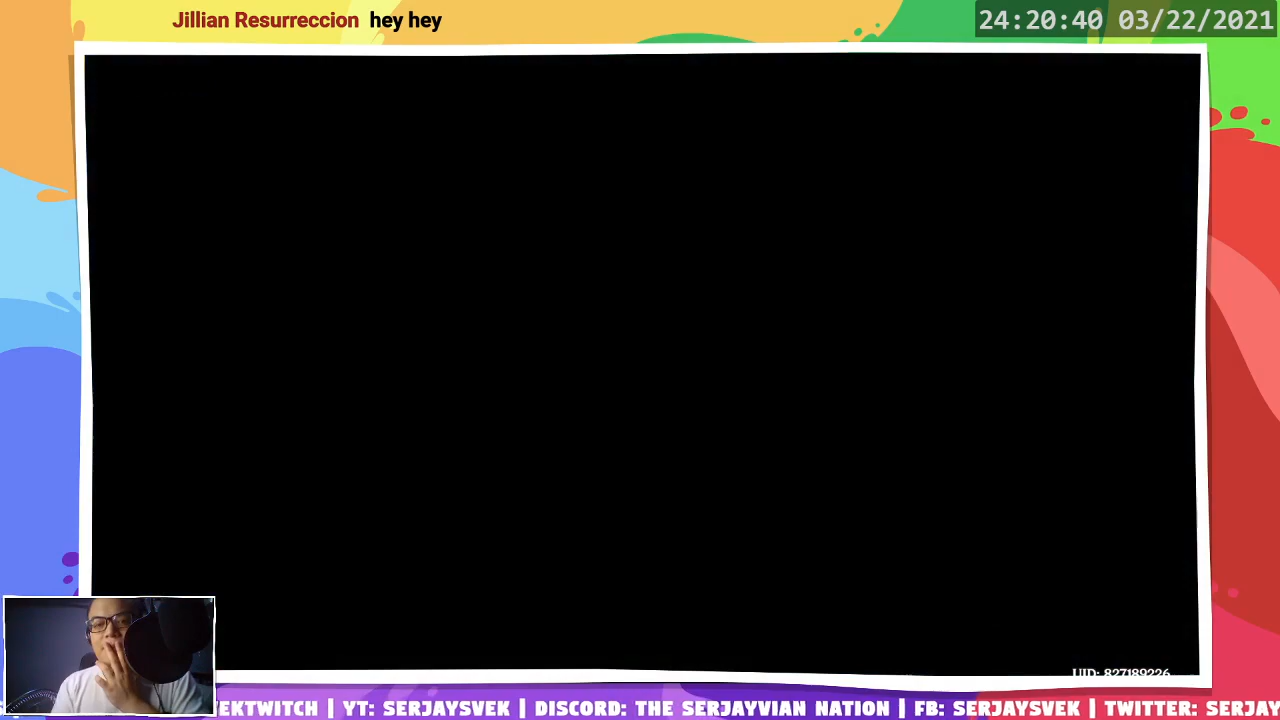 Jillian Resurreccion hey hey
24:20:40 03/22/2021
UID: 827189226
EKTWITCH | YT: SERJAYSVEK | DISCORD: THE SERJAYVIAN NATION | FB: SERJAYSVEK | TWITTER: SERJAY